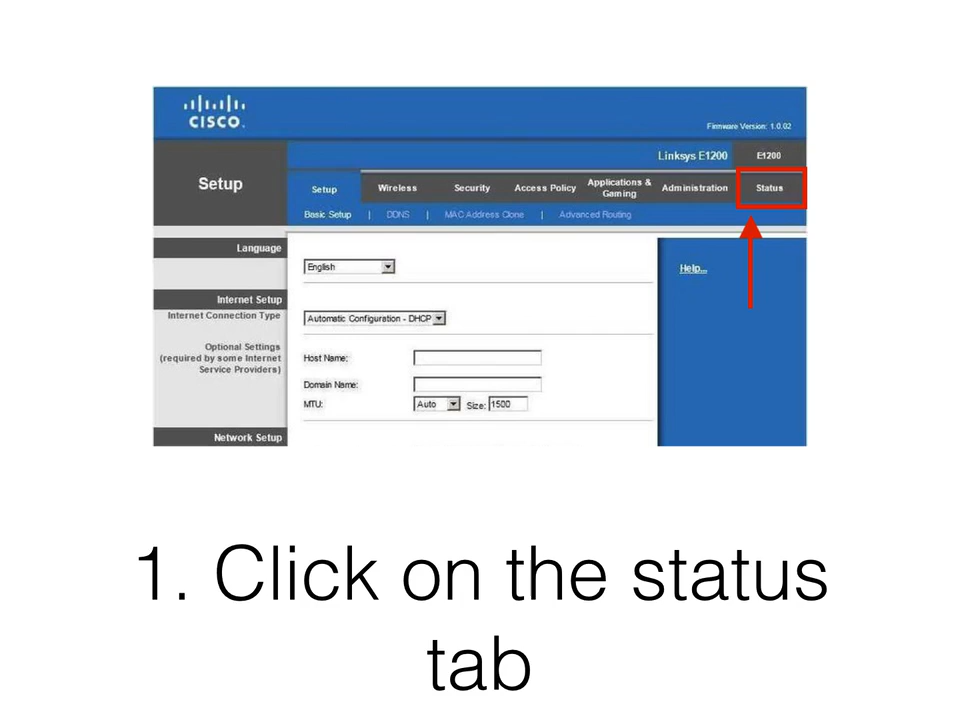 CISCO.
Firmware Version: 1.0.02
Linksys E1200
E1200
Setup
Setup
Wireless
Security
Access Policy
Applications & Gaming
Administration
Status
Basic Setup | DDNS | MAC Address Clone | Advanced Routing
Language
English
Help...
Internet Setup
Internet Connection Type
Automatic Configuration - DHCP
Optional Settings
(required by some Internet
Service Providers)
Host Name:
Domain Name:
MTU: Auto Size: 1500
Network Setup
1. Click on the status
tab